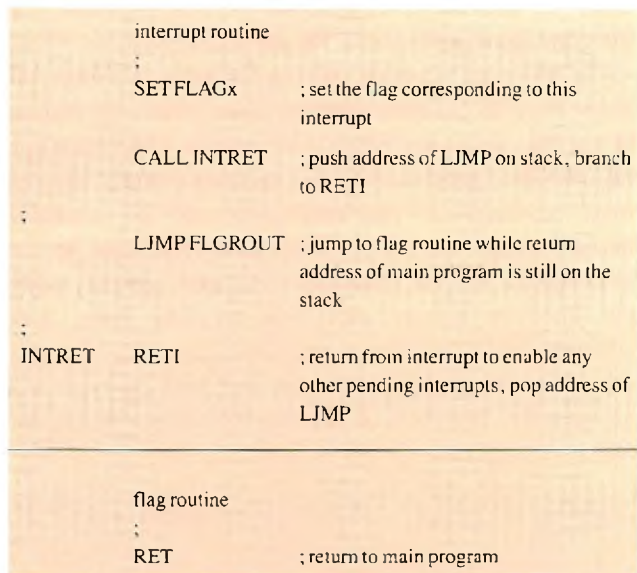 interrupt routine
;
SETFLAGx ; set the flag corresponding to this
interrupt
CALL INTRET ; push address of LJMP on stack, branch
to RETI
;
LJMP FLGROUT ; jump to flag routine while return
address of main program is still on the
stack
;
INTRET RETI ; return from interrupt to enable any
other pending interrupts, pop address of
LJMP
flag routine
;
RET ; return to main program